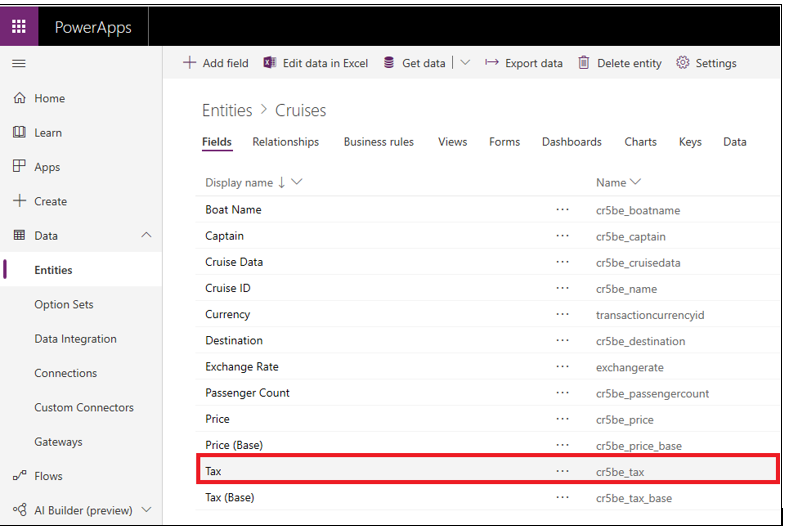 PowerApps
Add field Edit data in Excel Get data Export data Delete entity Settings
Home
Learn
Apps
Create
Data
Entities
Option Sets
Data Integration
Connections
Custom Connectors
Gateways
Flows
AI Builder (preview)
Entities > Cruises
Fields Relationships Business rules Views Forms Dashboards Charts Keys Data
Display name ↓ Name
Boat Name ··· cr5be_boatname
Captain ··· cr5be_captain
Cruise Data ··· cr5be_cruisedata
Cruise ID ··· cr5be_name
Currency ··· transactioncurrencyid
Destination ··· cr5be_destination
Exchange Rate ··· exchangerate
Passenger Count ··· cr5be_passengercount
Price ··· cr5be_price
Price (Base) ··· cr5be_price_base
Tax ··· cr5be_tax
Tax (Base) ··· cr5be_tax_base